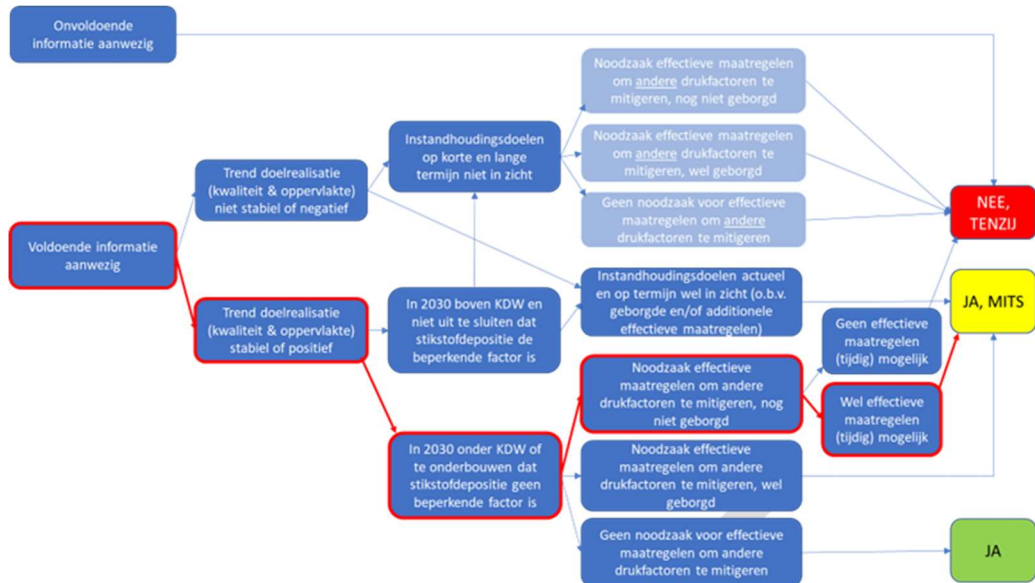 Onvoldoende
informatie aanwezig
Noodzaak effectieve maatregelen
om andere drukfactoren te
mitigeren, nog niet geborgd
Instandhoudingsdoelen
op korte en lange
termijn niet in zicht
Noodzaak effectieve maatregelen
om andere drukfactoren te
mitigeren, wel geborgd
Trend doelrealisatie
(kwaliteit & oppervlakte)
niet stabiel of negatief
Geen noodzaak voor effectieve
maatregelen om andere
drukfactoren te mitigeren
NEE,
TENZIJ
Voldoende informatie
aanwezig
Instandhoudingsdoelen actueel
en op termijn wel in zicht (o.b.v.
geborgde en/of additionele
effectieve maatregelen)
JA, MITS
Trend doelrealisatie
(kwaliteit & oppervlakte)
stabiel of positief
In 2030 boven KDW en
niet uit te sluiten dat
stikstofdepositie de
beperkende factor is
Geen effectieve
maatregelen
(tijdig) mogelijk
Noodzaak effectieve
maatregelen om andere
drukfactoren te mitigeren, nog
niet geborgd
Wel effectieve
maatregelen
(tijdig) mogelijk
In 2030 onder KDW of
te onderbouwen dat
stikstofdepositie geen
beperkende factor is
Noodzaak effectieve
maatregelen om andere
drukfactoren te mitigeren, wel
geborgd
Geen noodzaak voor effectieve
maatregelen om andere
drukfactoren te mitigeren
JA